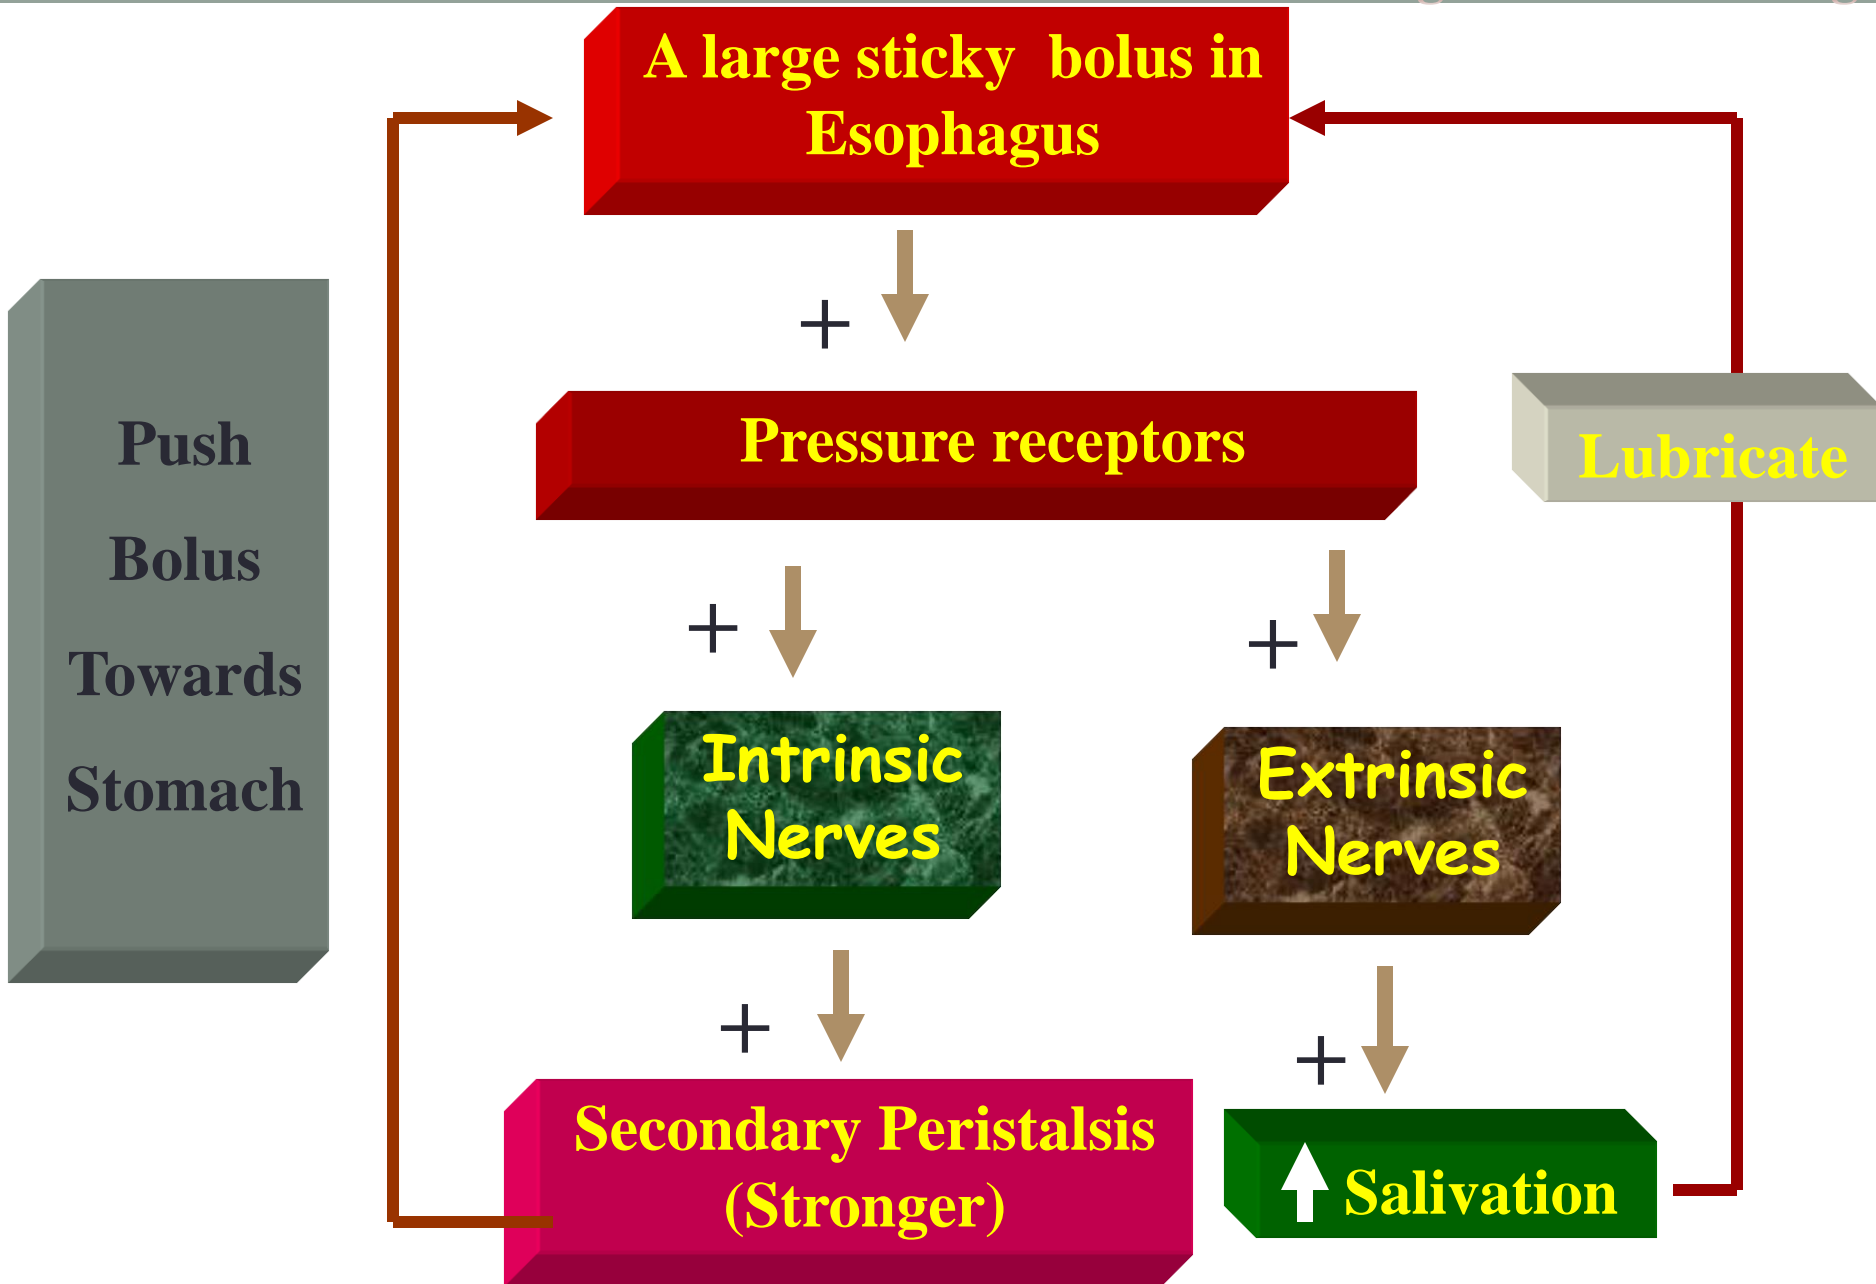 A large sticky bolus in
Esophagus
+
Pressure receptors
Lubricate
Push
Bolus
Towards
Stomach
+
+
Intrinsic
Nerves
Extrinsic
Nerves
+
+
Secondary Peristalsis
(Stronger)
Salivation